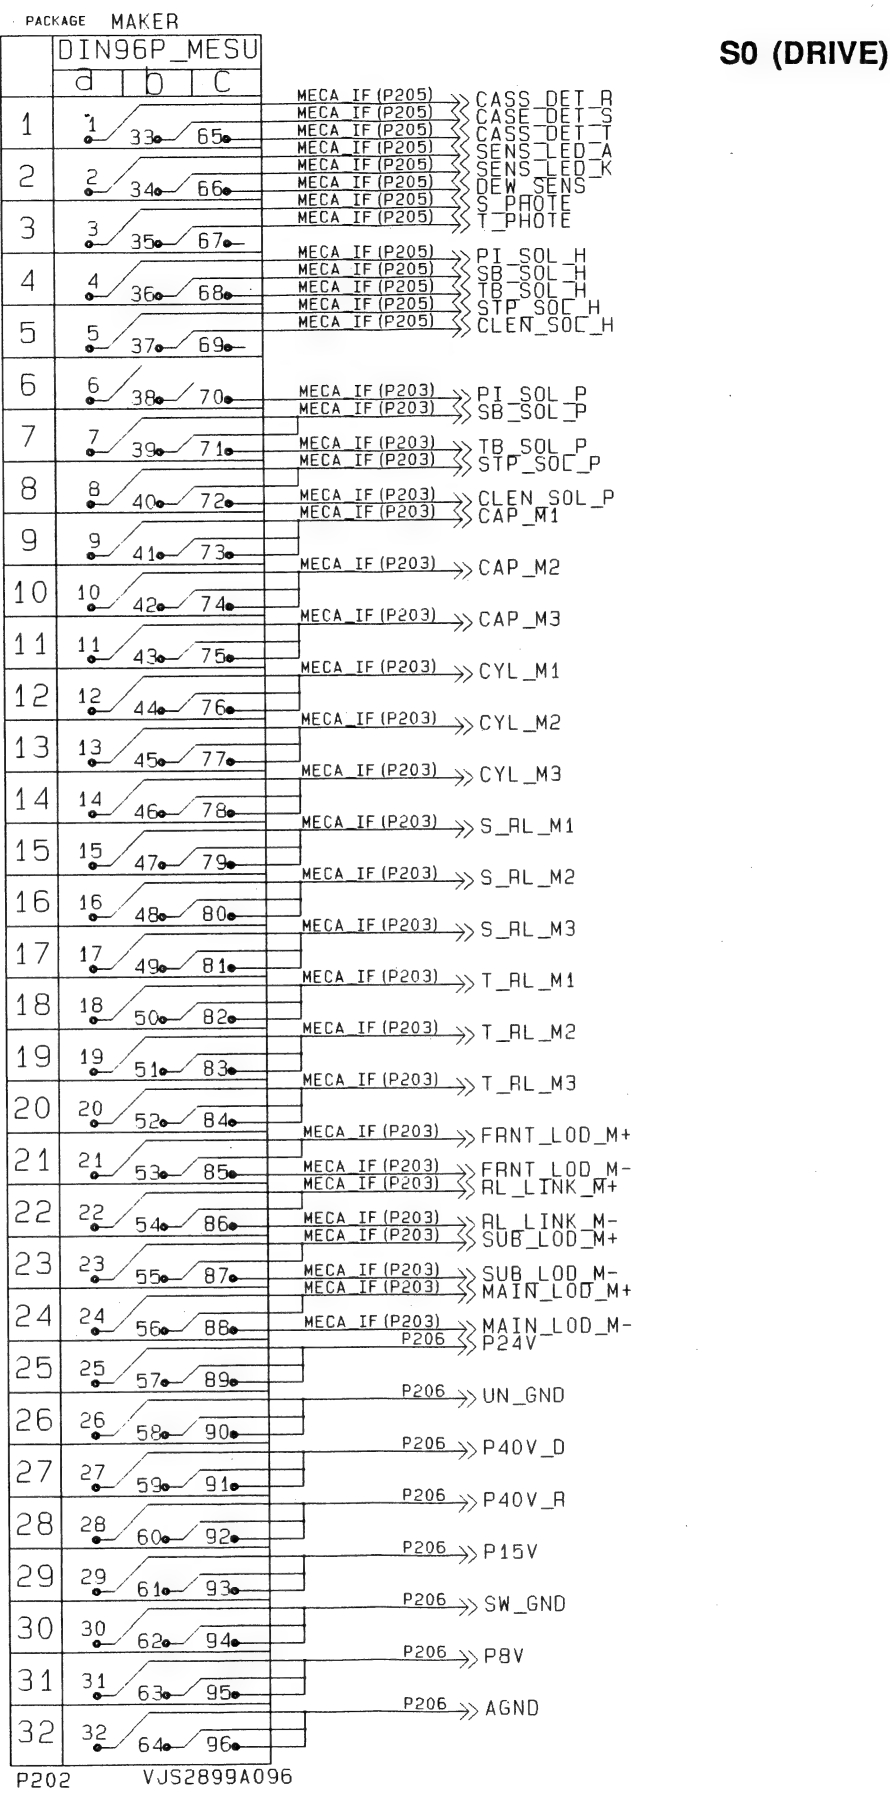 PACKAGE MAKER
S0 (DRIVE)
DIN96P_MESU
a b c
MECA_IF(P205) CASS_DET_R
MECA_IF(P205) CASE_DET_S
1 1 33 65 MECA_IF(P205) CASS_DET_T
MECA_IF(P205) SENS_LED_A
MECA_IF(P205) SENS_LED_K
2 2 34 66 MECA_IF(P205) DEW_SENS
MECA_IF(P205) S_PHOTE
MECA_IF(P205) T_PHOTE
3 3 35 67
MECA_IF(P205) PI_SOL_H
MECA_IF(P205) SB_SOL_H
4 4 36 68 MECA_IF(P205) TB_SOL_H
MECA_IF(P205) STP_SOL_H
MECA_IF(P205) CLEN_SOL_H
5 5 37 69
6 6 38 70 MECA_IF(P203) PI_SOL_P
MECA_IF(P203) SB_SOL_P
7 7 39 71 MECA_IF(P203) TB_SOL_P
MECA_IF(P203) STP_SOL_P
8 8 40 72 MECA_IF(P203) CLEN_SOL_P
MECA_IF(P203) CAP_M1
9 9 41 73
MECA_IF(P203) CAP_M2
10 10 42 74
MECA_IF(P203) CAP_M3
11 11 43 75
MECA_IF(P203) CYL_M1
12 12 44 76
MECA_IF(P203) CYL_M2
13 13 45 77
MECA_IF(P203) CYL_M3
14 14 46 78
MECA_IF(P203) S_RL_M1
15 15 47 79
MECA_IF(P203) S_RL_M2
16 16 48 80
MECA_IF(P203) S_RL_M3
17 17 49 81
MECA_IF(P203) T_RL_M1
18 18 50 82
MECA_IF(P203) T_RL_M2
19 19 51 83
MECA_IF(P203) T_RL_M3
20 20 52 84
MECA_IF(P203) FRNT_LOD_M+
21 21 53 85 MECA_IF(P203) FRNT_LOD_M-
MECA_IF(P203) RL_LINK_M+
22 22 54 86 MECA_IF(P203) RL_LINK_M-
MECA_IF(P203) SUB_LOD_M+
23 23 55 87 MECA_IF(P203) SUB_LOD_M-
MECA_IF(P203) MAIN_LOD_M+
24 24 56 88 MECA_IF(P203) MAIN_LOD_M-
P206 P24V
25 25 57 89
P206 UN_GND
26 26 58 90
P206 P40V_D
27 27 59 91
P206 P40V_R
28 28 60 92
P206 P15V
29 29 61 93
P206 SW_GND
30 30 62 94
P206 P8V
31 31 63 95
P206 AGND
32 32 64 96
P202 VJS2899A096